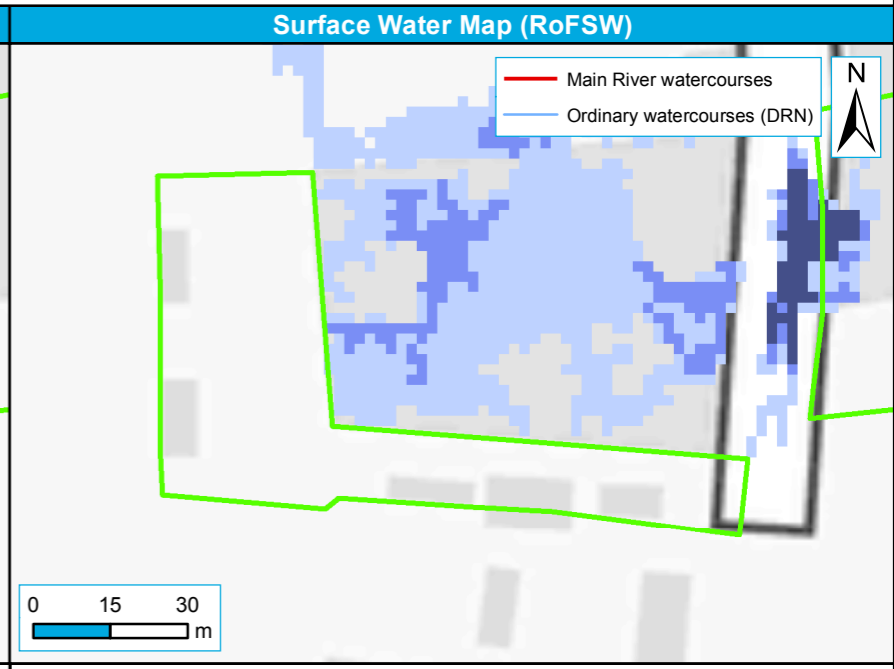 Surface Water Map (RoFSW)
Main River watercourses
Ordinary watercourses (DRN)
N
0 15 30
m